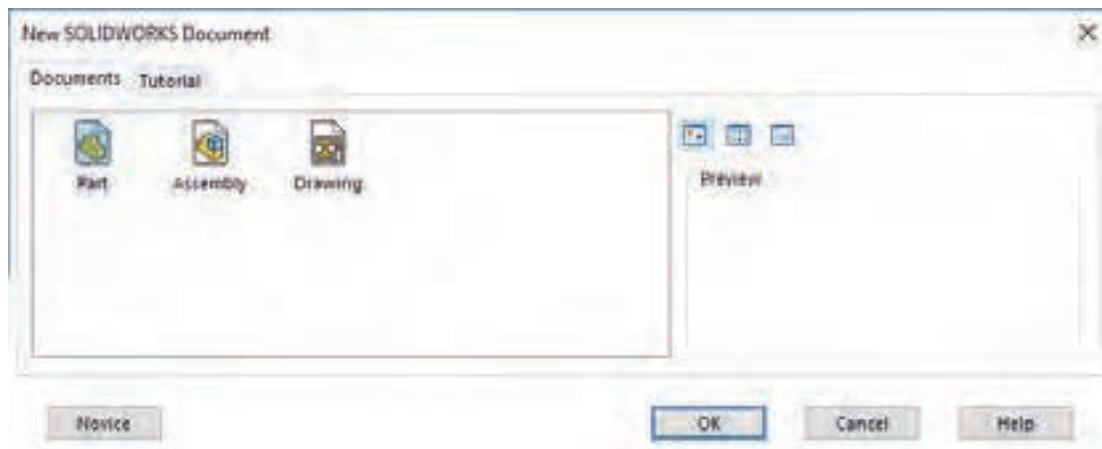 New SOLIDWORKS Document
Documents Tutorial
Part Assembly Drawing
Preview
Novice OK Cancel Help